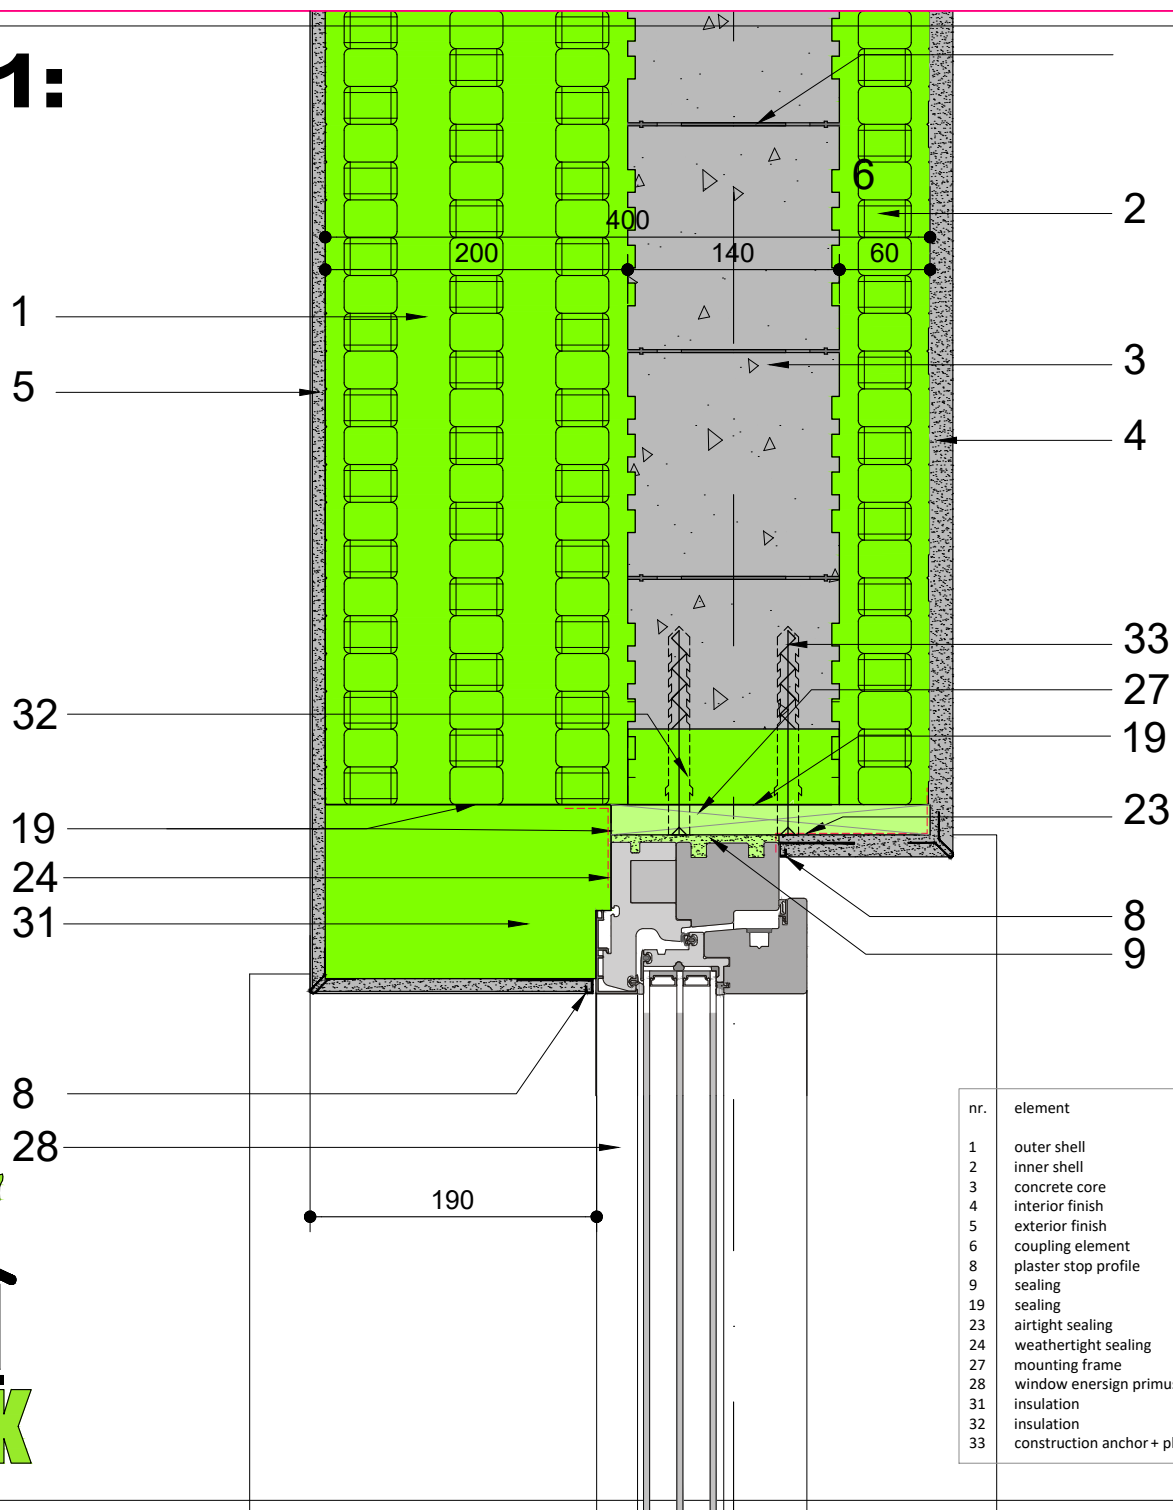 1:
6
2
400
200 140 60
1
3
5
4
33
27
32
19
23
19
24
8
31
9
8
28
190
K
nr. element
1 outer shell
2 inner shell
3 concrete core
4 interior finish
5 exterior finish
6 coupling element
8 plaster stop profile
9 sealing
19 sealing
23 airtight sealing
24 weathertight sealing
27 mounting frame
28 window enersign primu
31 insulation
32 insulation
33 construction anchor + p